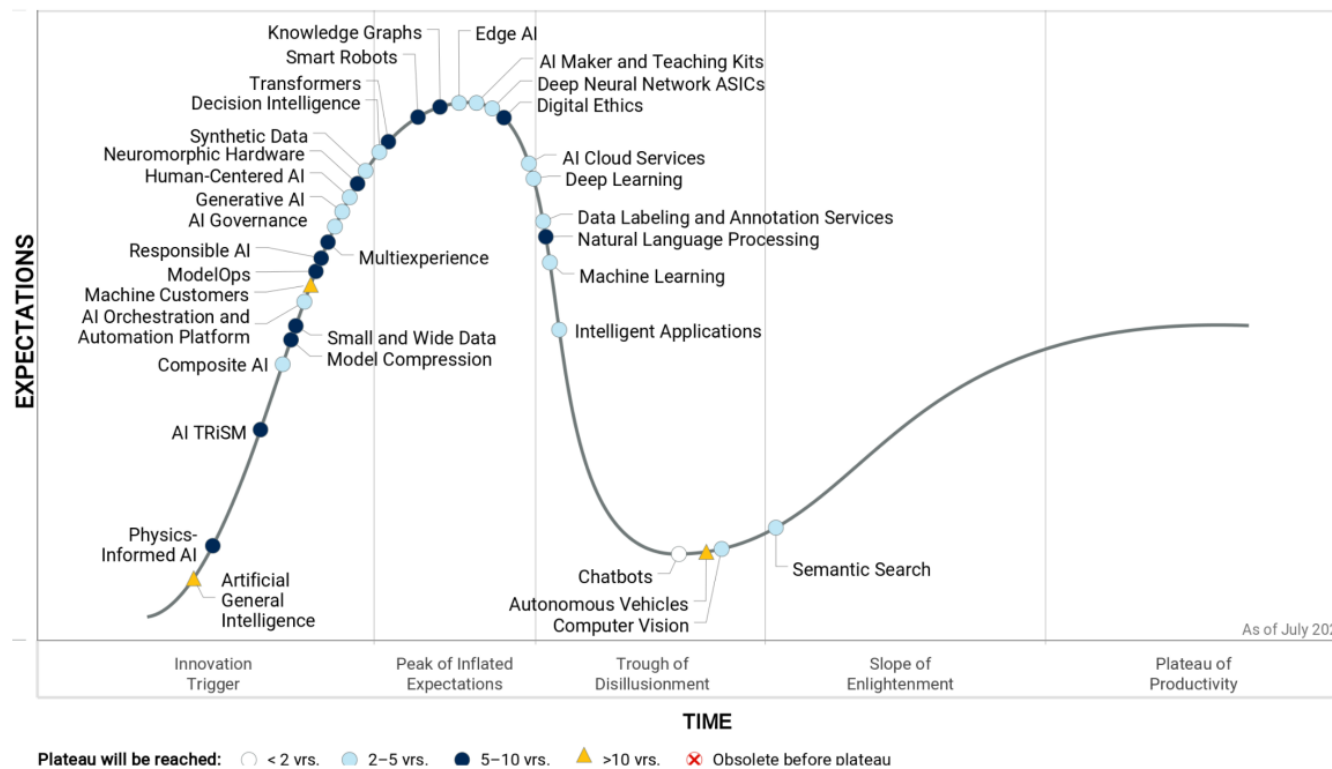 Knowledge Graphs
Edge AI
Smart Robots
AI Maker and Teaching Kits
Transformers
Deep Neural Network ASICs
Decision Intelligence
Digital Ethics
Synthetic Data
Neuromorphic Hardware
AI Cloud Services
Human-Centered AI
Deep Learning
Generative AI
AI Governance
Data Labeling and Annotation Services
Natural Language Processing
Responsible AI
Multiexperience
ModelOps
Machine Learning
Machine Customers
AI Orchestration and
Automation Platform
Small and Wide Data
Intelligent Applications
Model Compression
Composite AI
AI TRiSM
Physics-
Informed AI
Artificial
General
Intelligence
Chatbots
Autonomous Vehicles
Computer Vision
Semantic Search
EXPECTATIONS
As of July 202
Innovation
Trigger
Peak of Inflated
Expectations
Trough of
Disillusionment
Slope of
Enlightenment
Plateau of
Productivity
TIME
Plateau will be reached: < 2 yrs. 2–5 yrs. 5–10 yrs. >10 yrs. Obsolete before plateau